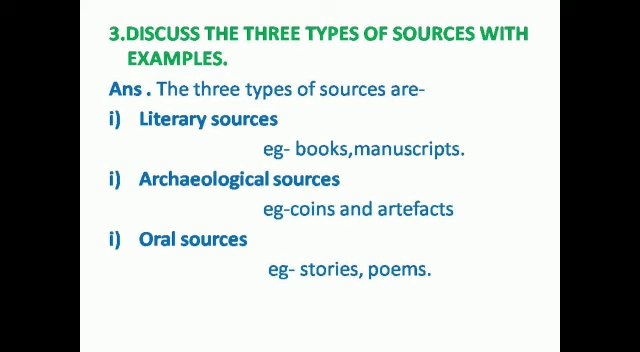 3.DISCUSS THE THREE TYPES OF SOURCES WITH
EXAMPLES.
Ans . The three types of sources are-
i) Literary sources
eg- books,manuscripts.
i) Archaeological sources
eg-coins and artefacts
i) Oral sources
eg- stories, poems.